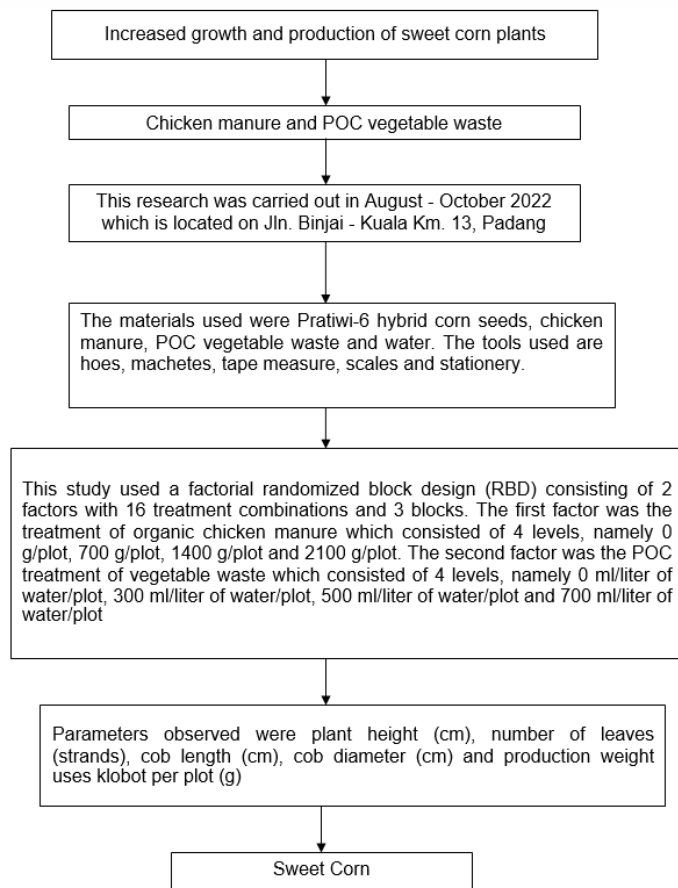 Increased growth and production of sweet corn plants
Chicken manure and POC vegetable waste
This research was carried out in August - October 2022
which is located on Jln. Binjai - Kuala Km. 13, Padang
The materials used were Pratiwi-6 hybrid corn seeds, chicken
manure, POC vegetable waste and water. The tools used are
hoes, machetes, tape measure, scales and stationery.
This study used a factorial randomized block design (RBD) consisting of 2
factors with 16 treatment combinations and 3 blocks. The first factor was the
treatment of organic chicken manure which consisted of 4 levels, namely 0
g/plot, 700 g/plot, 1400 g/plot and 2100 g/plot. The second factor was the POC
treatment of vegetable waste which consisted of 4 levels, namely 0 ml/liter of
water/plot, 300 ml/liter of water/plot, 500 ml/liter of water/plot and 700 ml/liter of
water/plot
Parameters observed were plant height (cm), number of leaves
(strands), cob length (cm), cob diameter (cm) and production weight
uses klobot per plot (g)
Sweet Corn